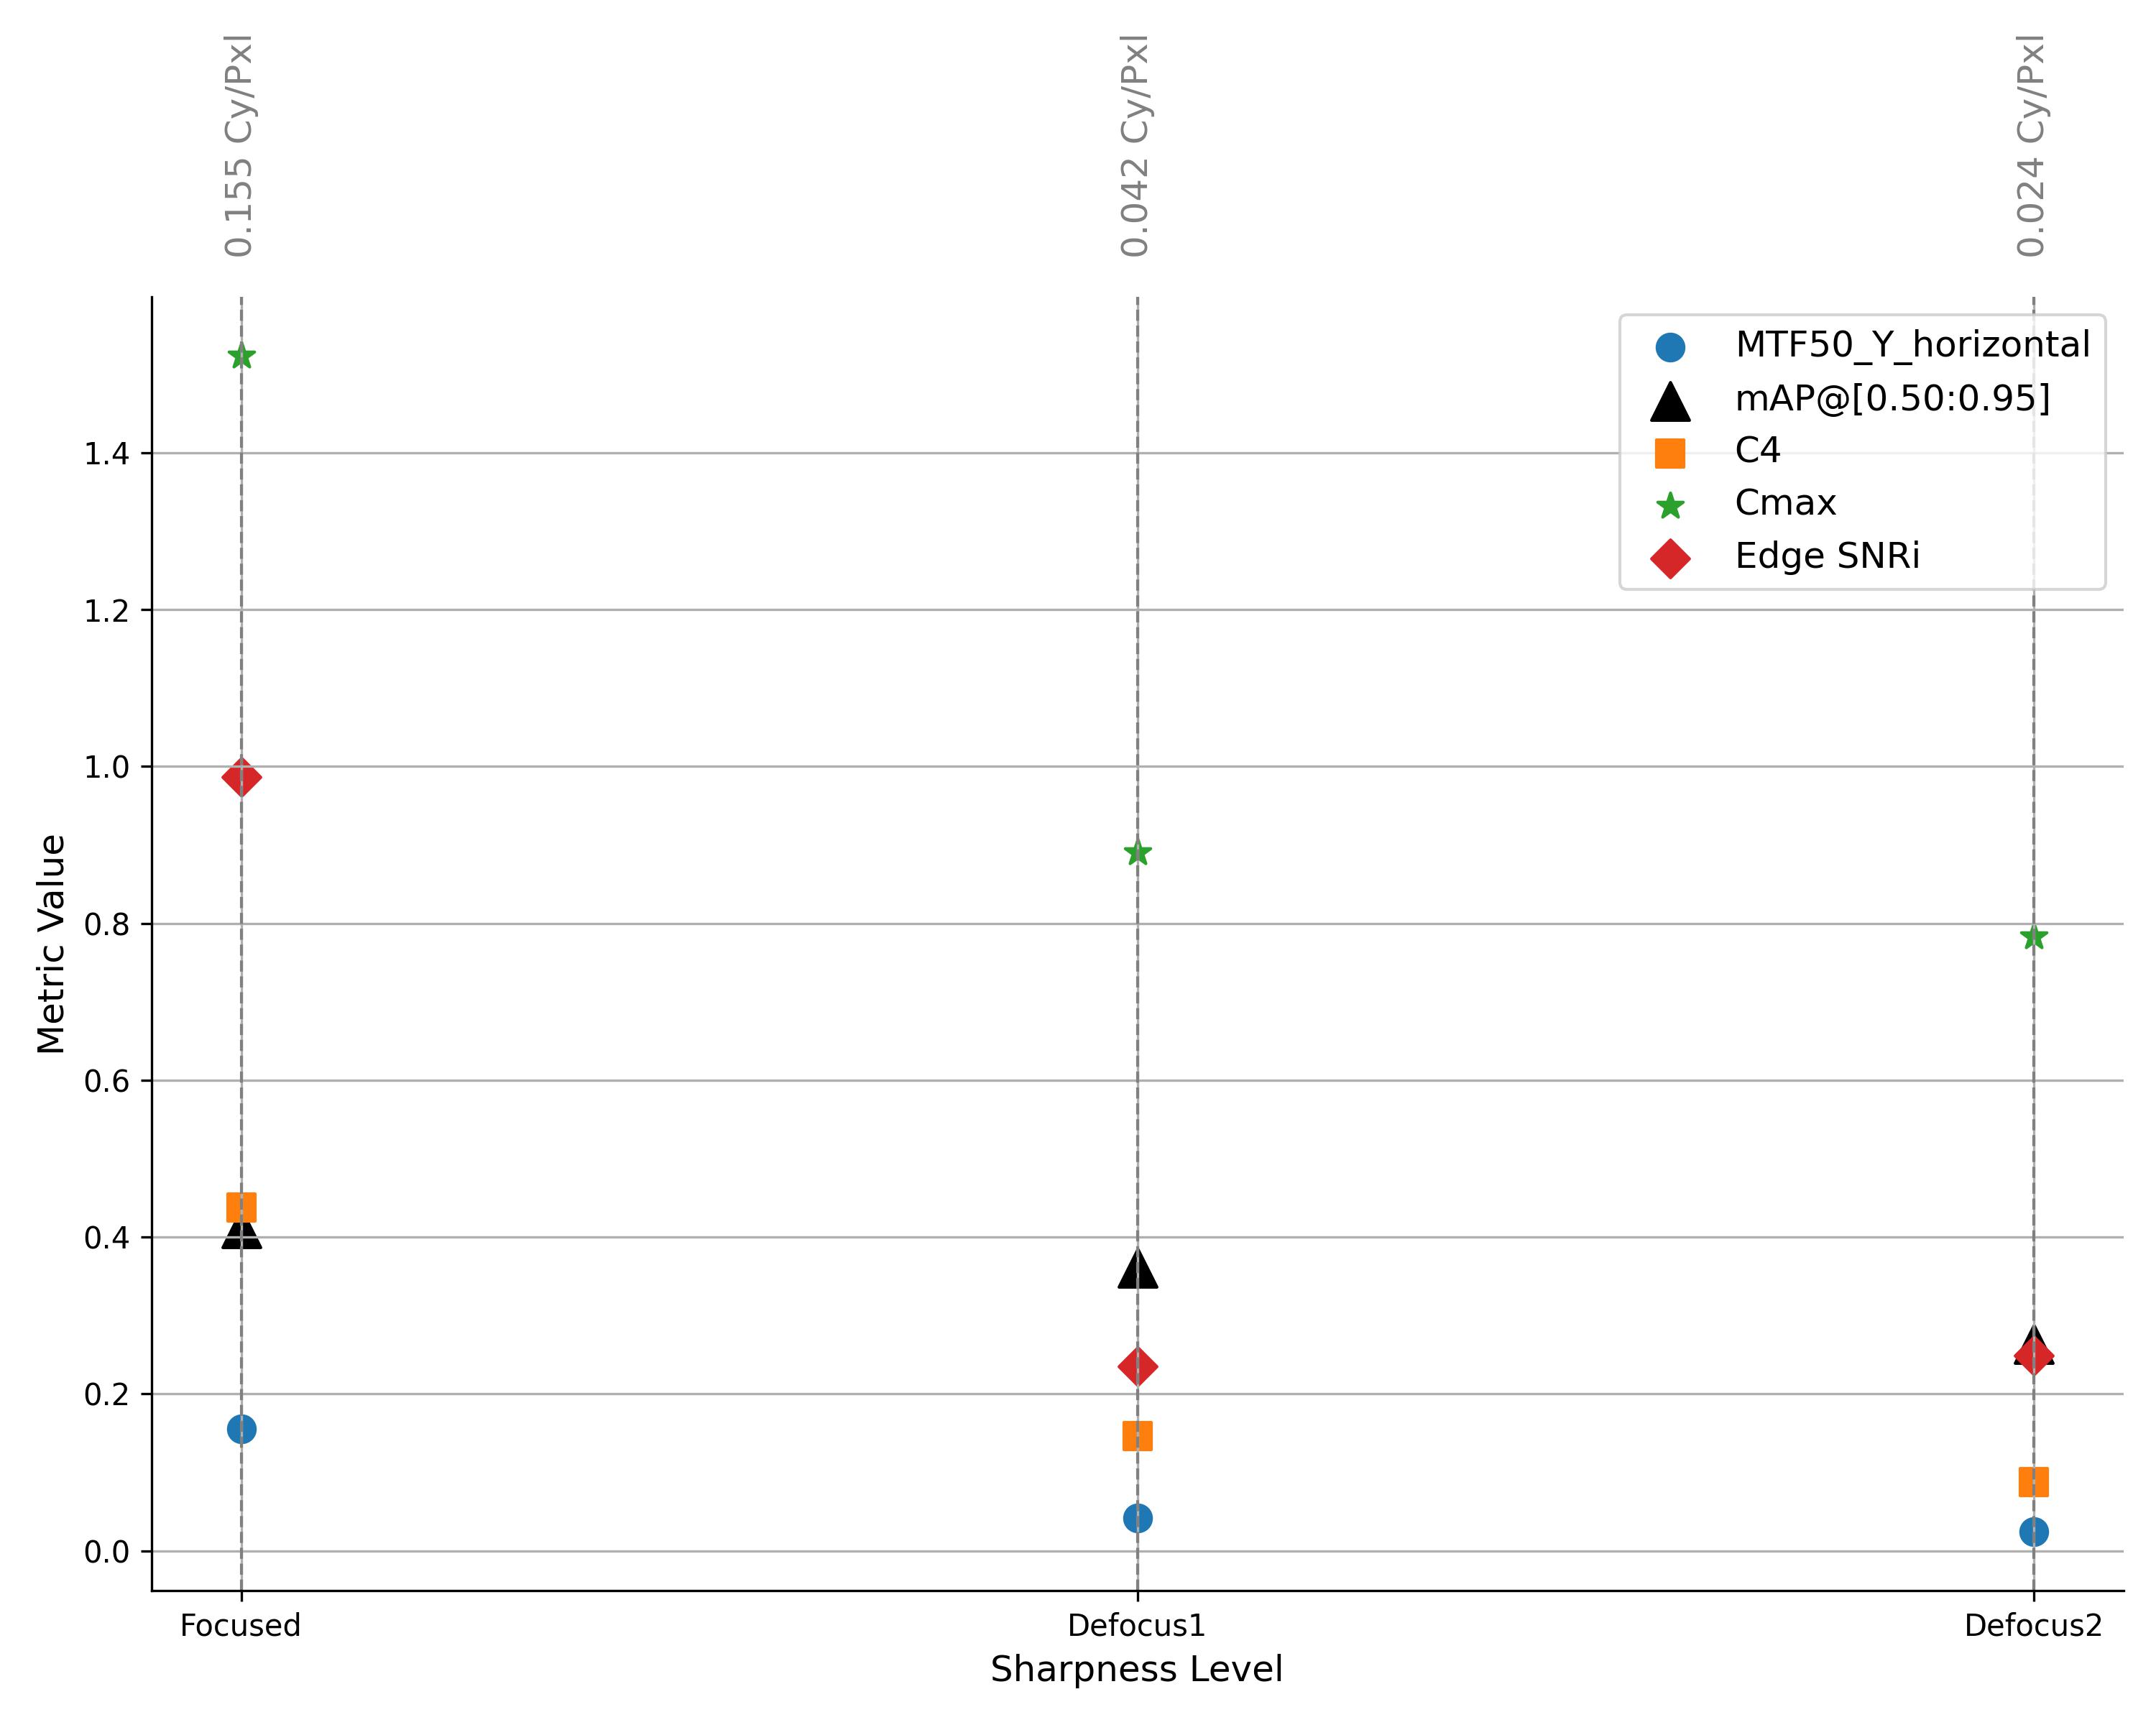 0.155 Cy/Pxl
0.042 Cy/Pxl
0.024 Cy/Pxl
MTF50_Y_horizontal
mAP@[0.50:0.95]
C4
Cmax
Edge SNRi
Metric Value
1.4
1.2
1.0
0.8
0.6
0.4
0.2
0.0
Focused
Defocus1
Defocus2
Sharpness Level